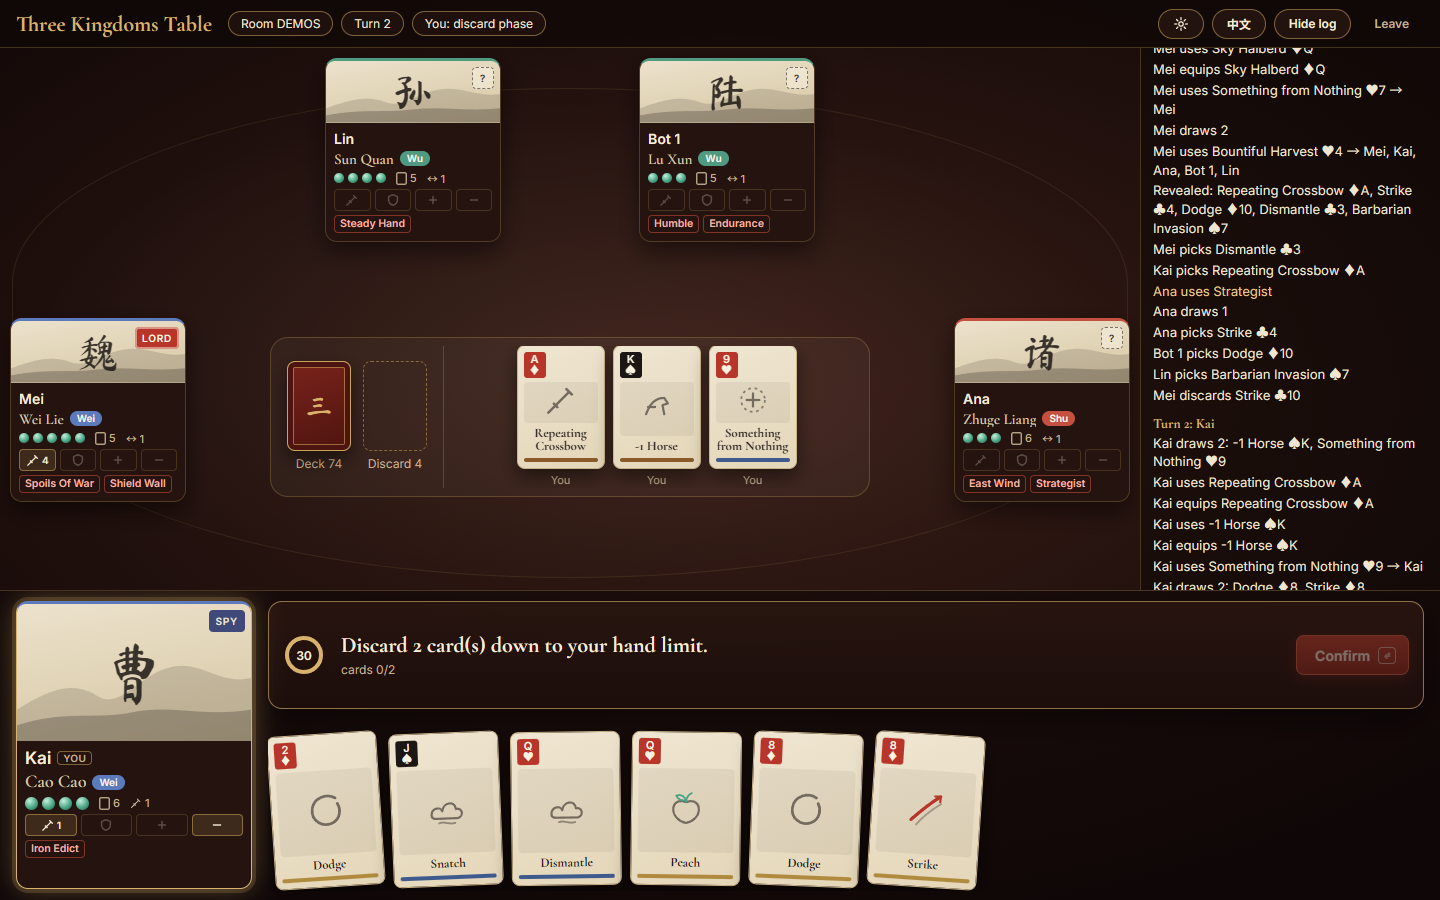 Three Kingdoms Table
Room DEMOS
Turn 2
You: discard phase
中文
Hide log
Leave
孙
?
Lin
Sun Quan Wu
5 ↔1
Steady Hand
陆
?
Bot 1
Lu Xun Wu
5 ↔1
Humble Endurance
魏
LORD
Mei
Wei Lie Wei
5 ↔1
4
Spoils Of War Shield Wall
三
Deck 74
Discard 4
A♦
Repeating
Crossbow
You
K♠
-1 Horse
You
9♥
Something
from Nothing
You
诸
?
Ana
Zhuge Liang Shu
6 ↔1
East Wind Strategist
Mei uses Sky Halberd ♦Q
Mei equips Sky Halberd ♦Q
Mei uses Something from Nothing ♥7 →
Mei
Mei draws 2
Mei uses Bountiful Harvest ♥4 → Mei, Kai,
Ana, Bot 1, Lin
Revealed: Repeating Crossbow ♦A, Strike
♣4, Dodge ♦10, Dismantle ♣3, Barbarian
Invasion ♠7
Mei picks Dismantle ♣3
Kai picks Repeating Crossbow ♦A
Ana uses Strategist
Ana draws 1
Ana picks Strike ♣4
Bot 1 picks Dodge ♦10
Lin picks Barbarian Invasion ♠7
Mei discards Strike ♣10
Turn 2: Kai
Kai draws 2: -1 Horse ♠K, Something from
Nothing ♥9
Kai uses Repeating Crossbow ♦A
Kai equips Repeating Crossbow ♦A
Kai uses -1 Horse ♠K
Kai equips -1 Horse ♠K
Kai uses Something from Nothing ♥9 → Kai
Kai draws 2: Dodge ♦8, Strike ♦8
曹
SPY
Kai YOU
Cao Cao Wei
6 1
1
Iron Edict
30
Discard 2 card(s) down to your hand limit.
cards 0/2
Confirm
2♦
Dodge
J♠
Snatch
Q♥
Dismantle
Q♥
Peach
8♦
Dodge
8♦
Strike